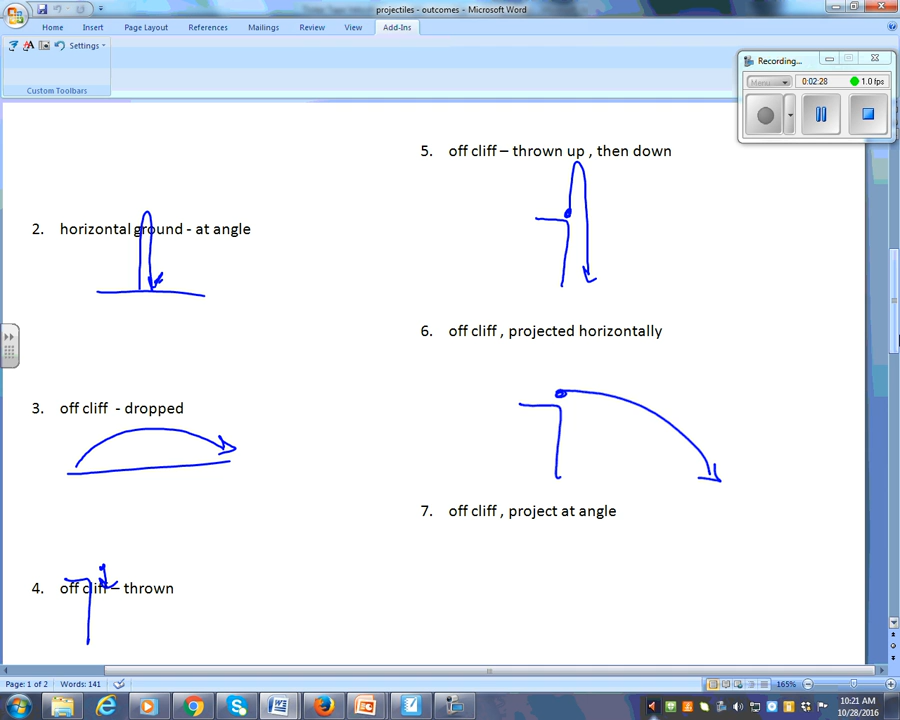 projectiles - outcomes - Microsoft Word
Home Insert Page Layout References Mailings Review View Add-Ins
Settings
Custom Toolbars
Recording...
Menu 0:02:28 1.0 fps
2. horizontal ground - at angle
3. off cliff - dropped
4. off cliff – thrown
5. off cliff – thrown up , then down
6. off cliff , projected horizontally
7. off cliff , project at angle
Page: 1 of 2 Words: 141 165%
10:21 AM
10/28/2016